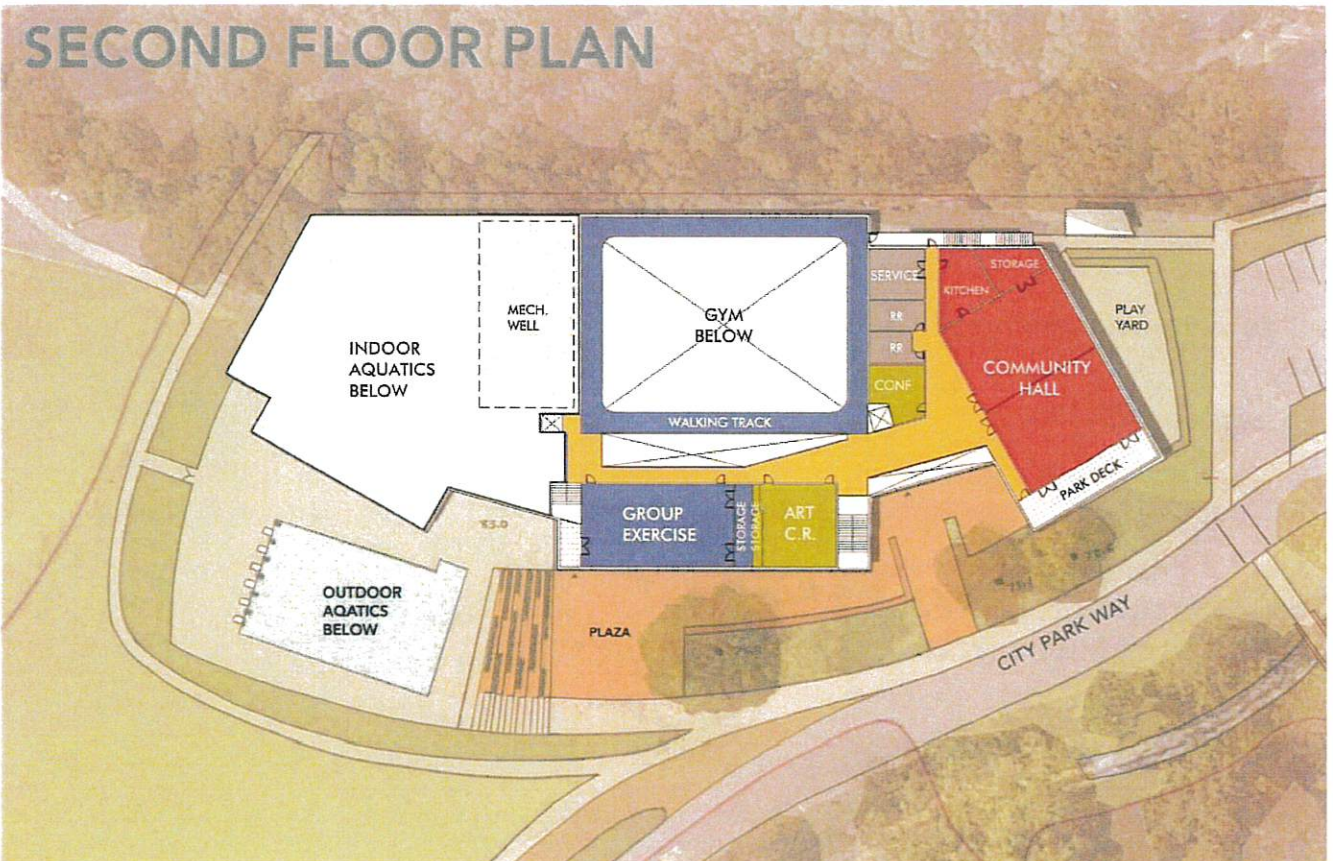 SECOND FLOOR PLAN
MECH.
WELL
INDOOR
AQUATICS
BELOW
GYM
BELOW
WALKING TRACK
SERVICE
RR
RR
CONF
STORAGE
KITCHEN
COMMUNITY
HALL
PLAY
YARD
PARK DECK
GROUP
EXERCISE
STORAGE
STORAGE
ART
C.R.
OUTDOOR
AQATICS
BELOW
PLAZA
CITY PARK WAY